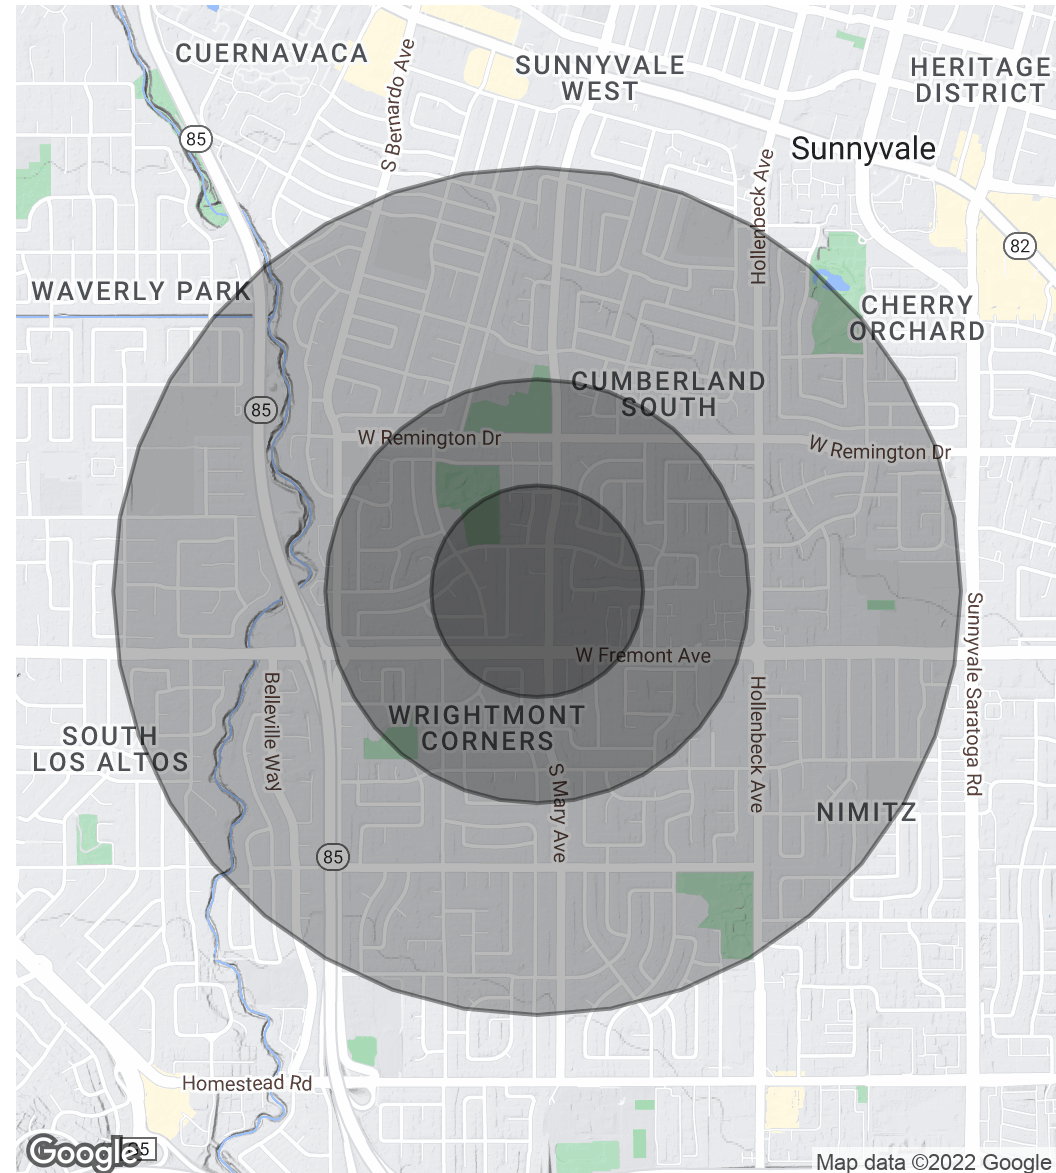 CUERNAVACA
S Bernardo Ave
SUNNYVALE
WEST
HERITAGE
DISTRICT
85
Sunnyvale
Hollenbeck Ave
82
WAVERLY PARK
CHERRY
ORCHARD
CUMBERLAND
SOUTH
85
W Remington Dr
W Remington Dr
W Fremont Ave
Sunnyvale Saratoga Rd
Belleville Way
WRIGHTMONT
CORNERS
Hollenbeck Ave
SOUTH
LOS ALTOS
S Mary Ave
NIMITZ
85
Homestead Rd
Google
Map data ©2022 Google